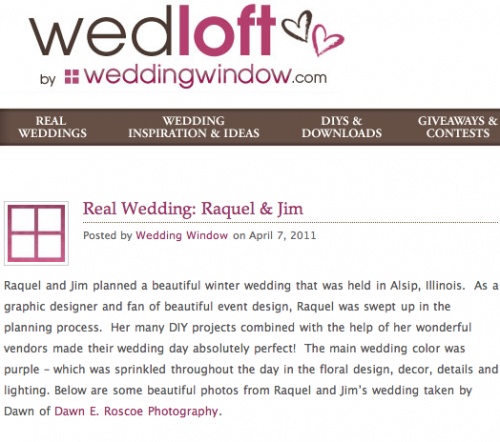 wedloft
by weddingwindow.com
REAL WEDDINGS
WEDDING INSPIRATION & IDEAS
DIYS & DOWNLOADS
GIVEAWAYS & CONTESTS
Real Wedding: Raquel & Jim
Posted by Wedding Window on April 7, 2011
Raquel and Jim planned a beautiful winter wedding that was held in Alsip, Illinois. As a
graphic designer and fan of beautiful event design, Raquel was swept up in the
planning process. Her many DIY projects combined with the help of her wonderful
vendors made their wedding day absolutely perfect! The main wedding color was
purple – which was sprinkled throughout the day in the floral design, decor, details and
lighting. Below are some beautiful photos from Raquel and Jim's wedding taken by
Dawn of Dawn E. Roscoe Photography.